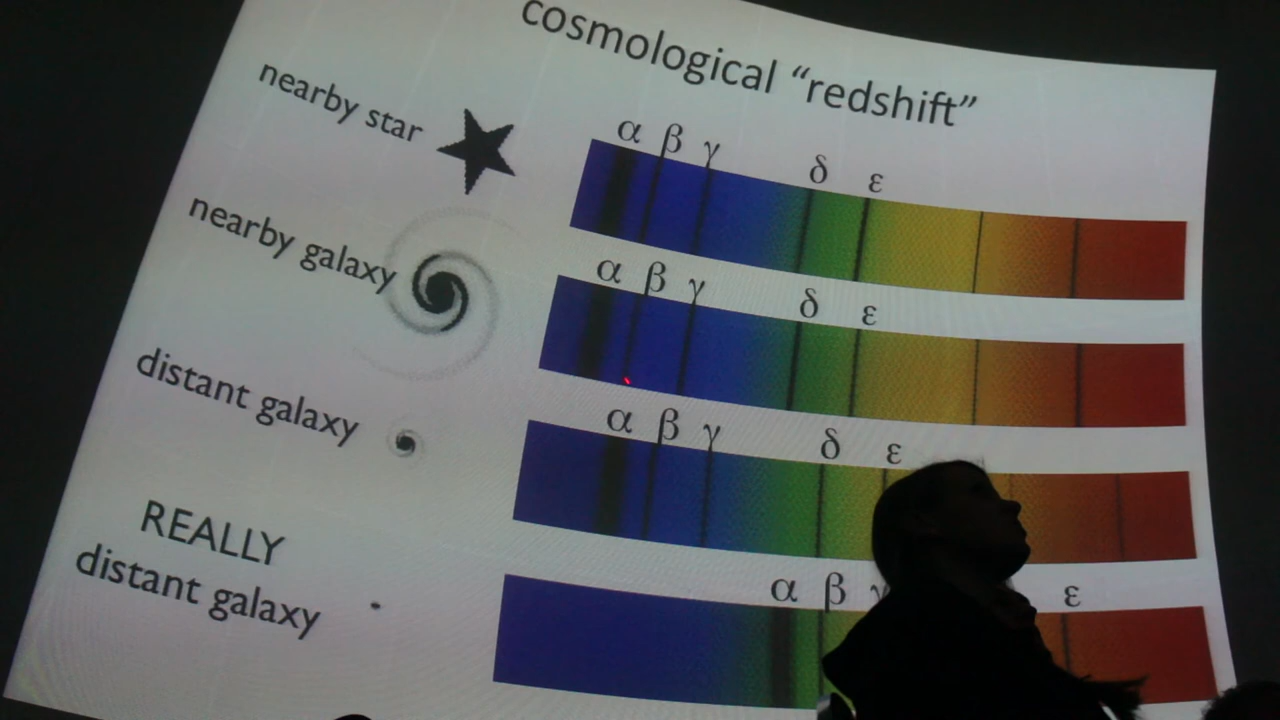 cosmological “redshift”
nearby star
α β γ δ ε
nearby galaxy
α β γ δ ε
distant galaxy
α β γ δ ε
REALLY
distant galaxy
α β ε